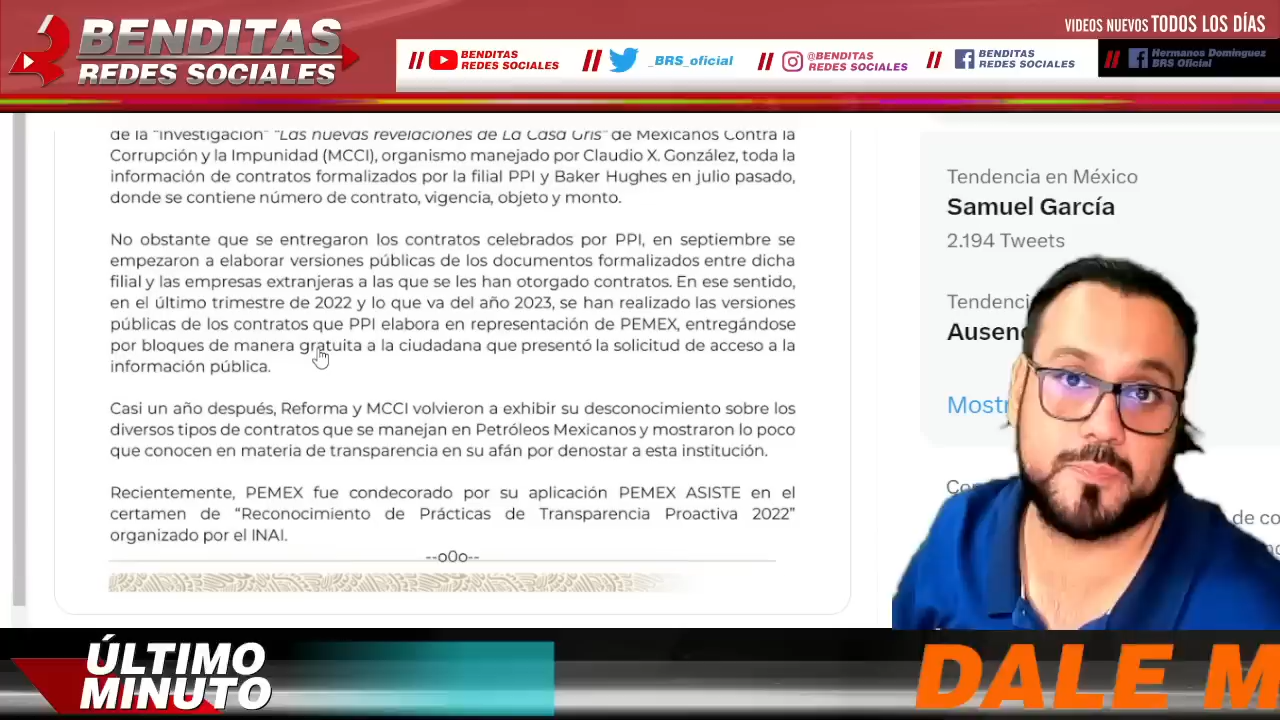 BENDITAS
REDES SOCIALES
VIDEOS NUEVOS TODOS LOS DÍAS
// BENDITAS REDES SOCIALES
// _BRS_oficial
// @BENDITAS REDES SOCIALES
// BENDITAS REDES SOCIALES
// Hermanos Dominguez BRS Oficial
de la "investigación" "Las nuevas revelaciones de La Casa Gris" de Mexicanos Contra la
Corrupción y la Impunidad (MCCI), organismo manejado por Claudio X. González, toda la
información de contratos formalizados por la filial PPI y Baker Hughes en julio pasado,
donde se contiene número de contrato, vigencia, objeto y monto.
No obstante que se entregaron los contratos celebrados por PPI, en septiembre se
empezaron a elaborar versiones públicas de los documentos formalizados entre dicha
filial y las empresas extranjeras a las que se les han otorgado contratos. En ese sentido,
en el último trimestre de 2022 y lo que va del año 2023, se han realizado las versiones
públicas de los contratos que PPI elabora en representación de PEMEX, entregándose
por bloques de manera gratuita a la ciudadana que presentó la solicitud de acceso a la
información pública.
Casi un año después, Reforma y MCCI volvieron a exhibir su desconocimiento sobre los
diversos tipos de contratos que se manejan en Petróleos Mexicanos y mostraron lo poco
que conocen en materia de transparencia en su afán por denostar a esta institución.
Recientemente, PEMEX fue condecorado por su aplicación PEMEX ASISTE en el
certamen de "Reconocimiento de Prácticas de Transparencia Proactiva 2022"
organizado por el INAI.
--o0o--
Tendencia en México
Samuel García
2.194 Tweets
Tendenci
Ausen
Mostr
de co
ÚLTIMO
MINUTO
DALE M